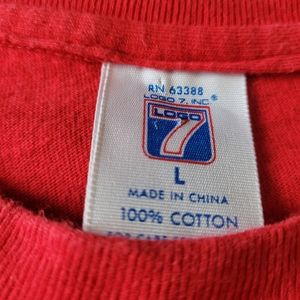 RN 63388
LOGO 7, INC®
LOGO
7
L
MADE IN CHINA
100% COTTON